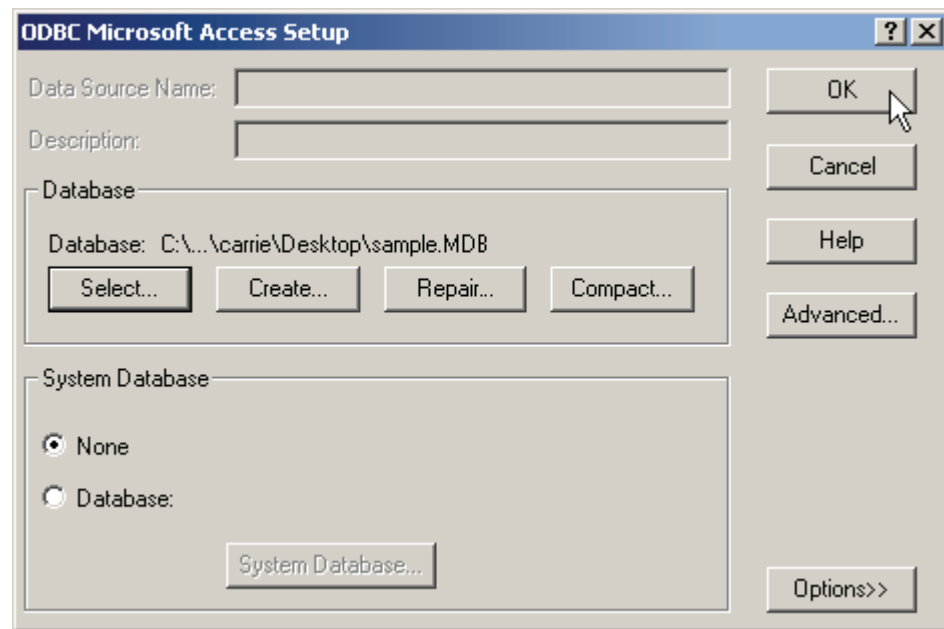 ODBC Microsoft Access Setup
Data Source Name:
OK
Description:
Cancel
Database
Database: C:\...\carrie\Desktop\sample.MDB
Help
Select...
Create...
Repair...
Compact...
Advanced...
System Database
None
Database:
System Database...
Options>>